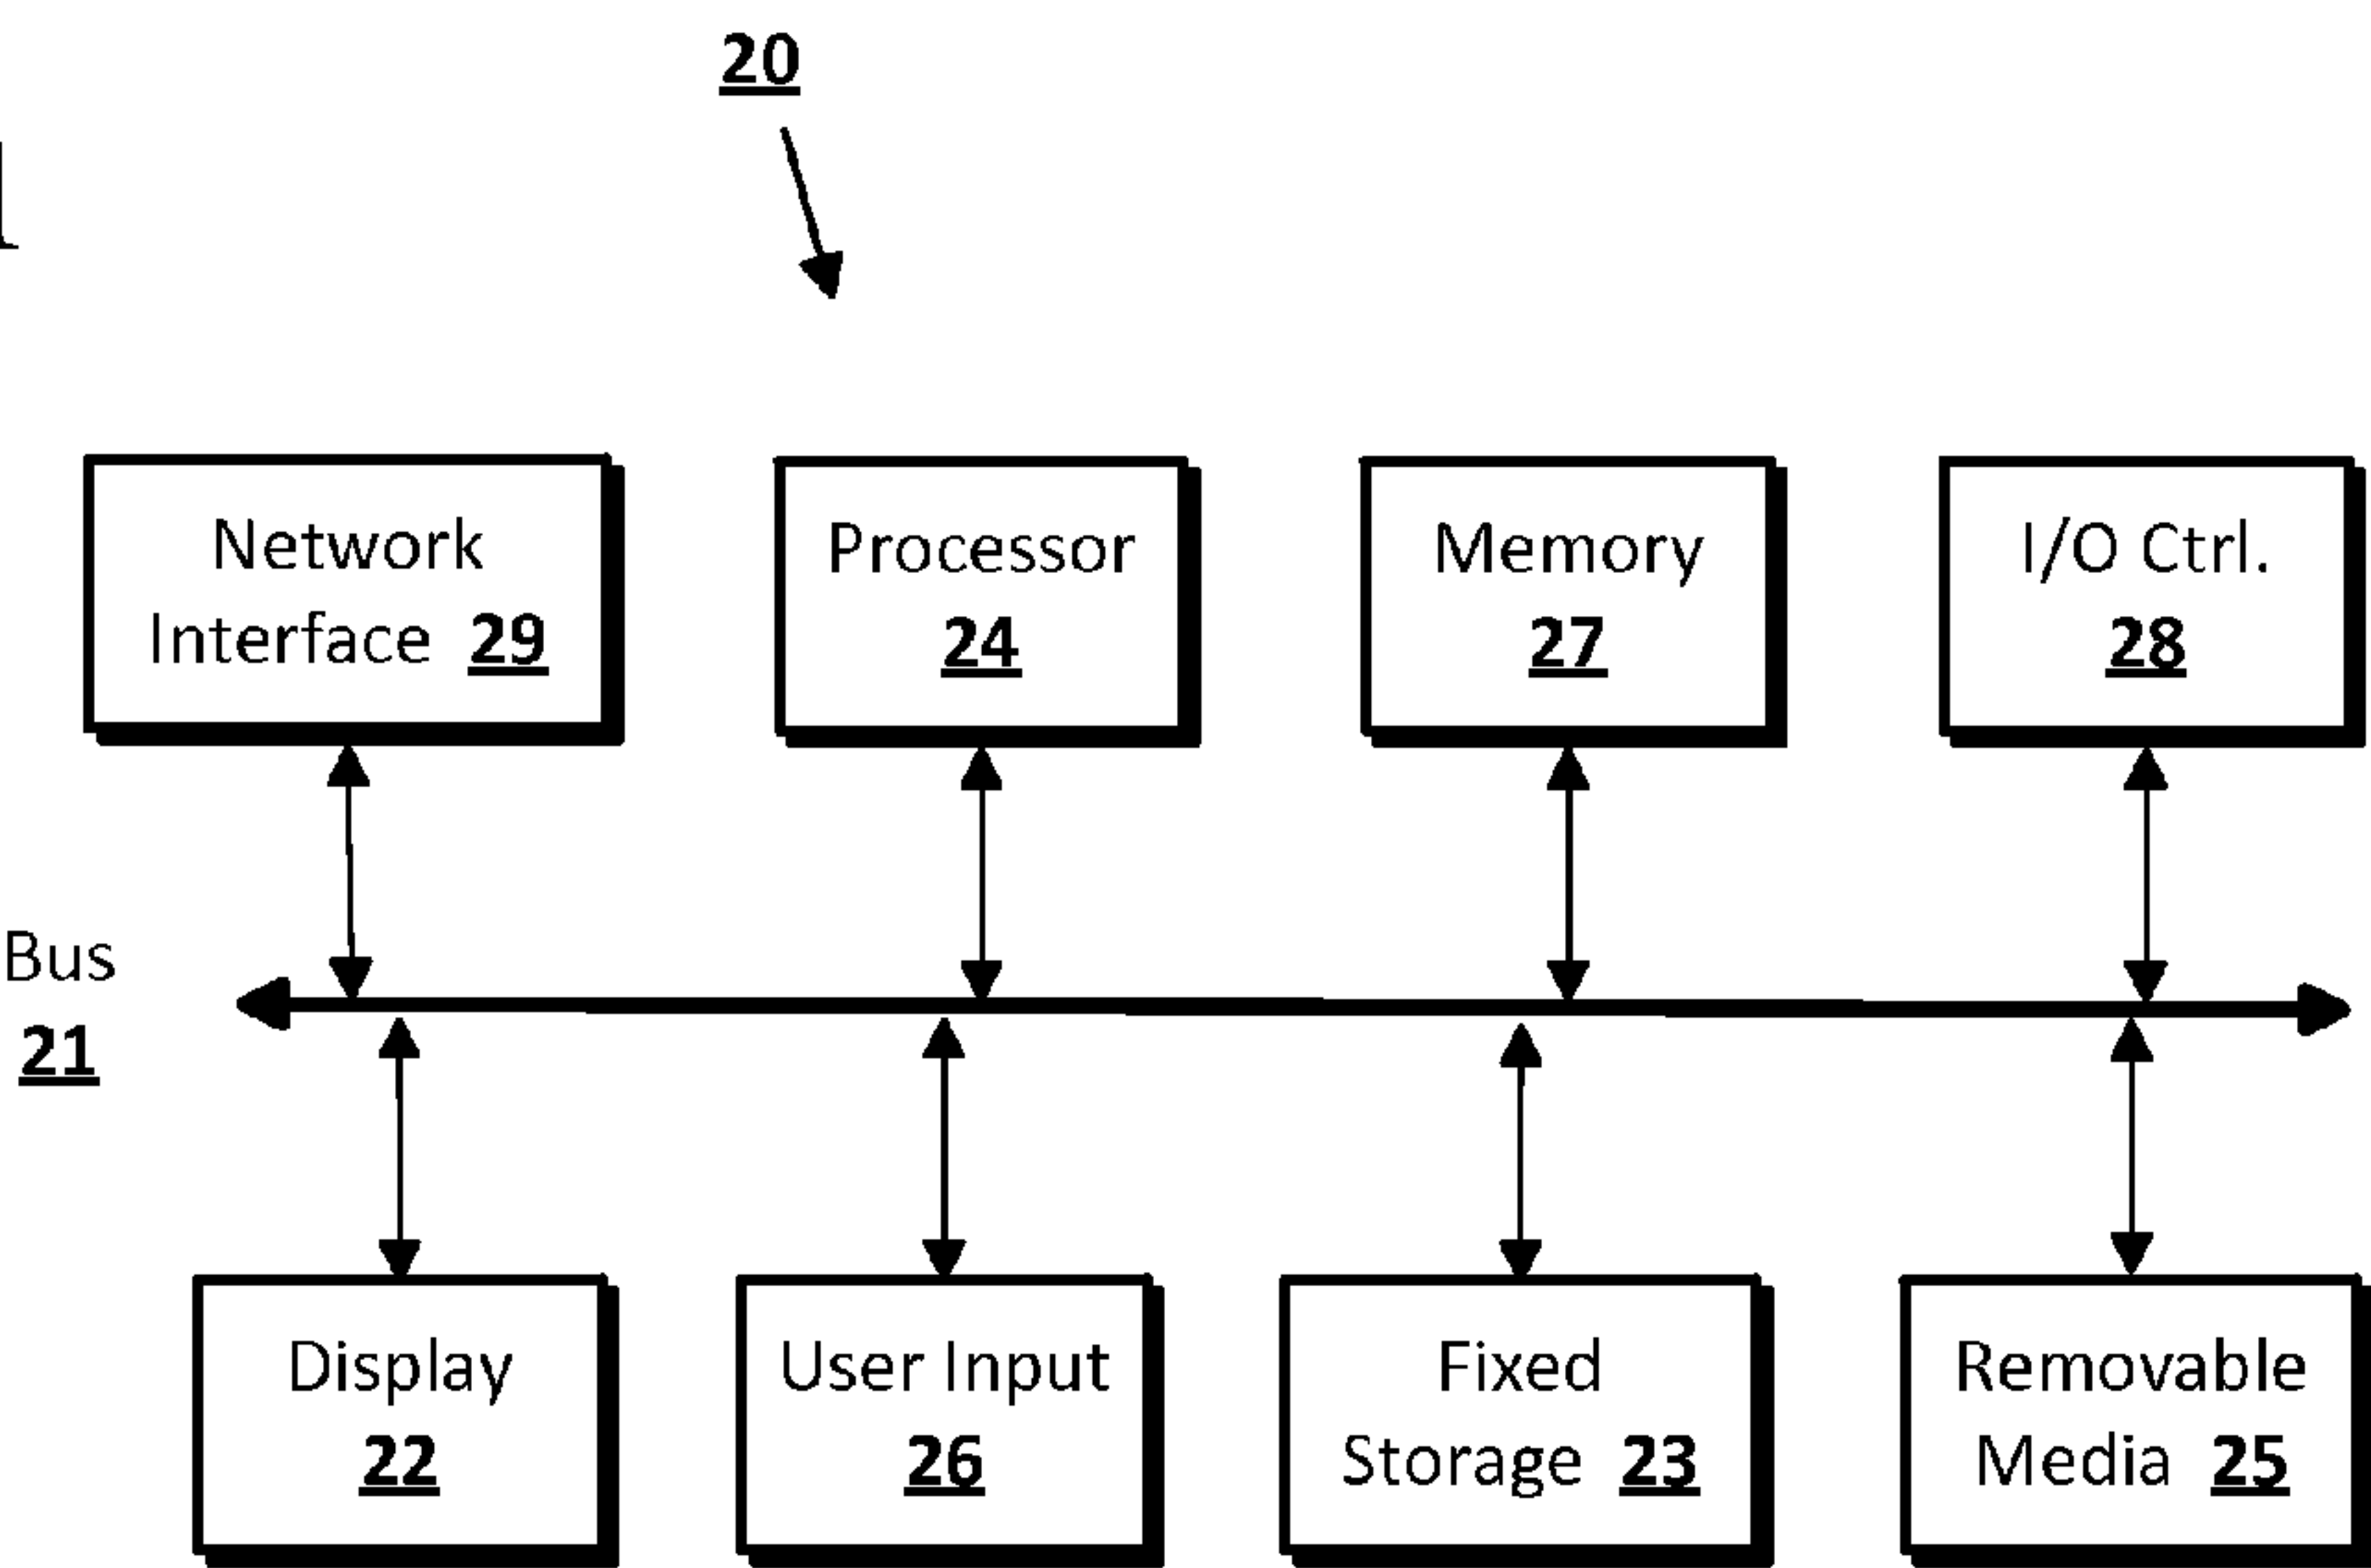 20
1
Network
Interface 29
Processor
24
Memory
27
I/O Ctrl.
28
Bus
21
Display
22
User Input
26
Fixed
Storage 23
Removable
Media 25